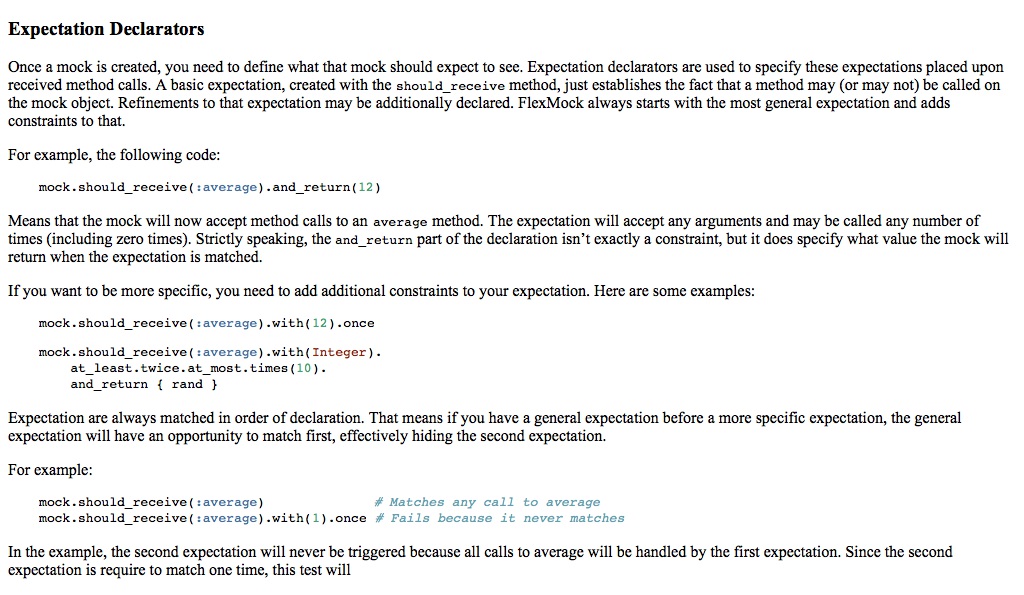 Expectation Declarators
Once a mock is created, you need to define what that mock should expect to see. Expectation declarators are used to specify these expectations placed upon
received method calls. A basic expectation, created with the should_receive method, just establishes the fact that a method may (or may not) be called on
the mock object. Refinements to that expectation may be additionally declared. FlexMock always starts with the most general expectation and adds
constraints to that.
For example, the following code:
mock.should_receive(:average).and_return(12)
Means that the mock will now accept method calls to an average method. The expectation will accept any arguments and may be called any number of
times (including zero times). Strictly speaking, the and_return part of the declaration isn’t exactly a constraint, but it does specify what value the mock will
return when the expectation is matched.
If you want to be more specific, you need to add additional constraints to your expectation. Here are some examples:
mock.should_receive(:average).with(12).once
mock.should_receive(:average).with(Integer).
at_least.twice.at_most.times(10).
and_return { rand }
Expectation are always matched in order of declaration. That means if you have a general expectation before a more specific expectation, the general
expectation will have an opportunity to match first, effectively hiding the second expectation.
For example:
mock.should_receive(:average) # Matches any call to average
mock.should_receive(:average).with(1).once # Fails because it never matches
In the example, the second expectation will never be triggered because all calls to average will be handled by the first expectation. Since the second
expectation is require to match one time, this test will